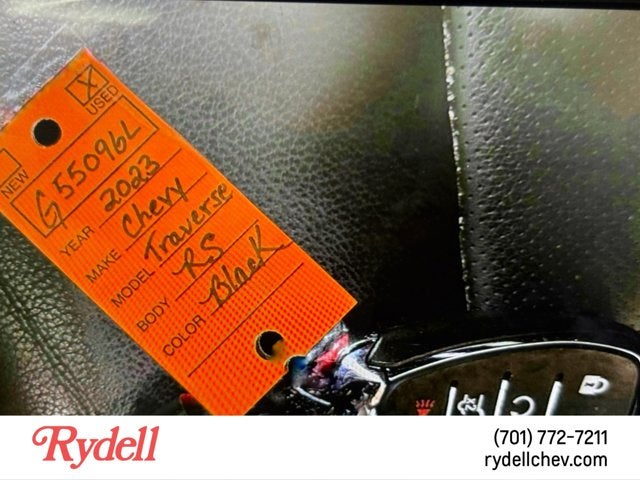 X
USED
NEW
G55096L
YEAR 2023
MAKE Chevy
MODEL Traverse
BODY RS
COLOR Black
Rydell
(701) 772-7211
rydellchev.com